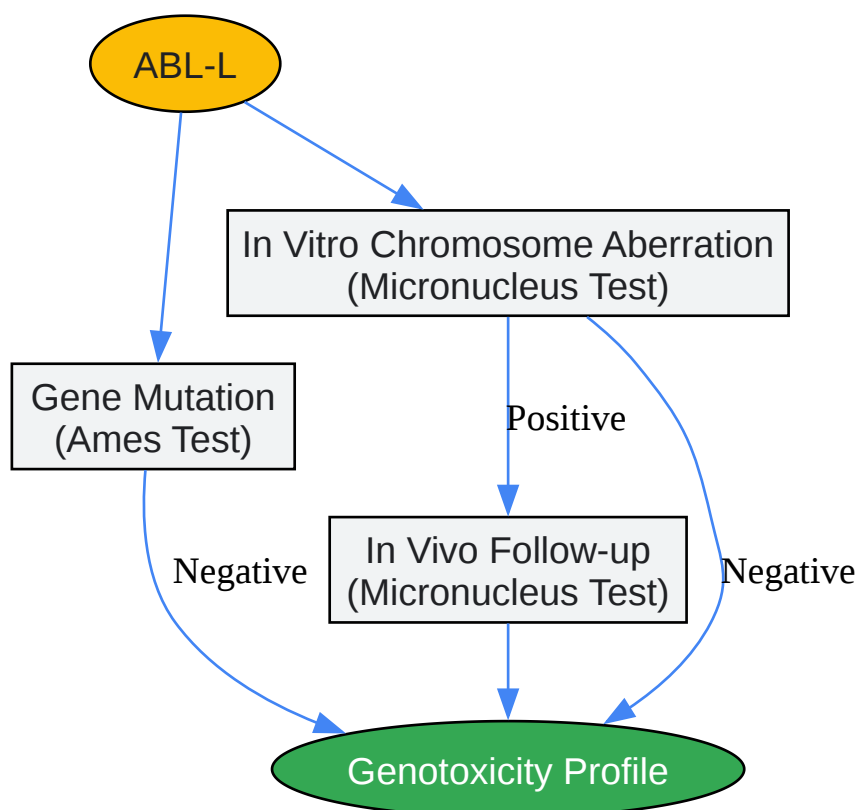 ABL-L
In Vitro Chromosome Aberration
(Micronucleus Test)
Gene Mutation
(Ames Test)
Positive
In Vivo Follow-up
(Micronucleus Test)
Negative
Negative
Genotoxicity Profile